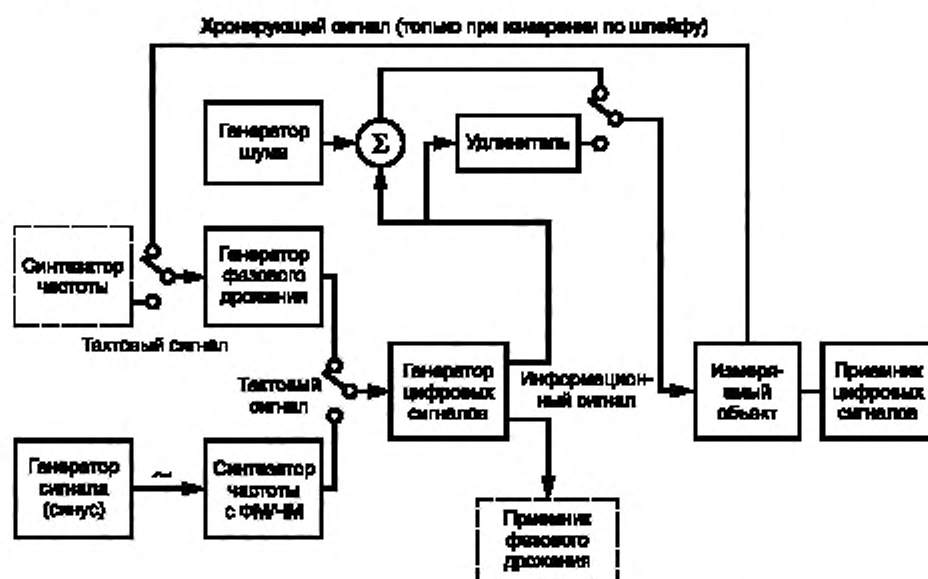 Хронирующий сигнал (только при измерении по шлейфу)
Генератор
шума
Σ
Удлинитель
Синтезатор
частоты
Генератор
фазового
дрожания
Тактовый сигнал
Тактовый
сигнал
Генератор
цифровых
сигналов
Информацион-
ный сигнал
Измеря-
емый
объект
Приемник
цифровых
сигналов
Генератор
сигнала
(синус)
~
Синтезатор
частоты
с ФМ/ЧМ
Приемник
фазового
дрожания